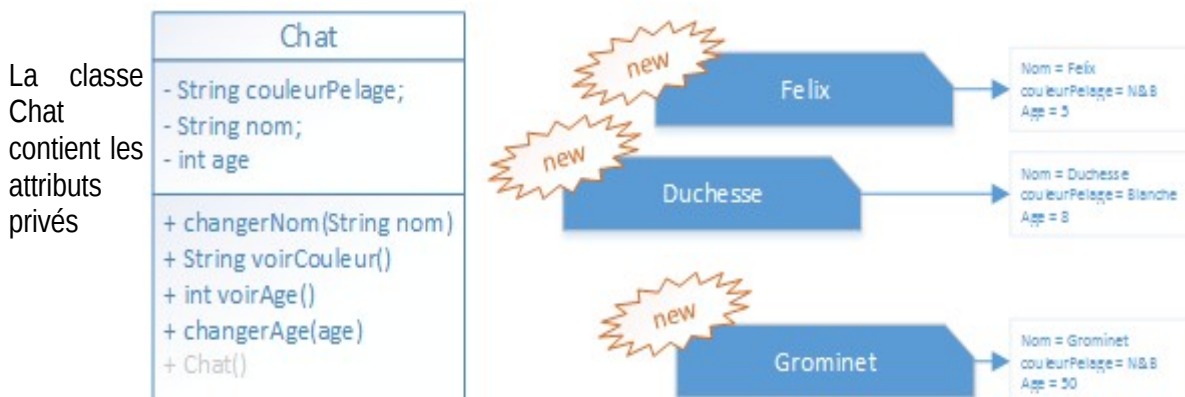 La classe
Chat
contient les
attributs
privés
Chat
- String couleurPelage;
- String nom;
- int age
+ changerNom(String nom)
+ String voirCouleur()
+ int voirAge()
+ changerAge(age)
+ Chat()
new
Felix
Nom = Felix
couleurPelage = N&B
Age = 5
new
Duchesse
Nom = Duchesse
couleurPelage = Blanche
Age = 8
new
Grominet
Nom = Grominet
couleurPelage = N&B
Age = 50